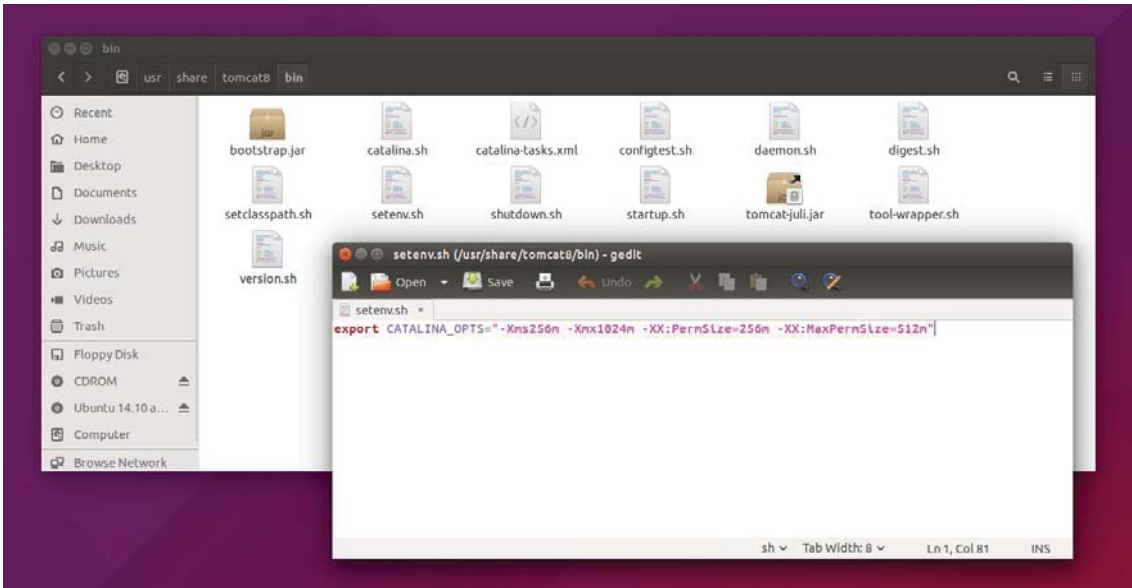 bin
usr share tomcat8 bin
Recent
Home
Desktop
Documents
Downloads
Music
Pictures
Videos
Trash
Floppy Disk
CDROM
Ubuntu 14.10 a...
Computer
Browse Network
jar
bootstrap.jar catalina.sh catalina-tasks.xml configtest.sh daemon.sh digest.sh
setclasspath.sh setenv.sh shutdown.sh startup.sh tomcat-juli.jar tool-wrapper.sh
version.sh
setenv.sh (/usr/share/tomcat8/bin) - gedit
Open Save Undo
setenv.sh ×
export CATALINA_OPTS="-Xms256m -Xmx1024m -XX:PermSize=256m -XX:MaxPermSize=512m"
sh Tab Width: 8 Ln 1, Col 81 INS